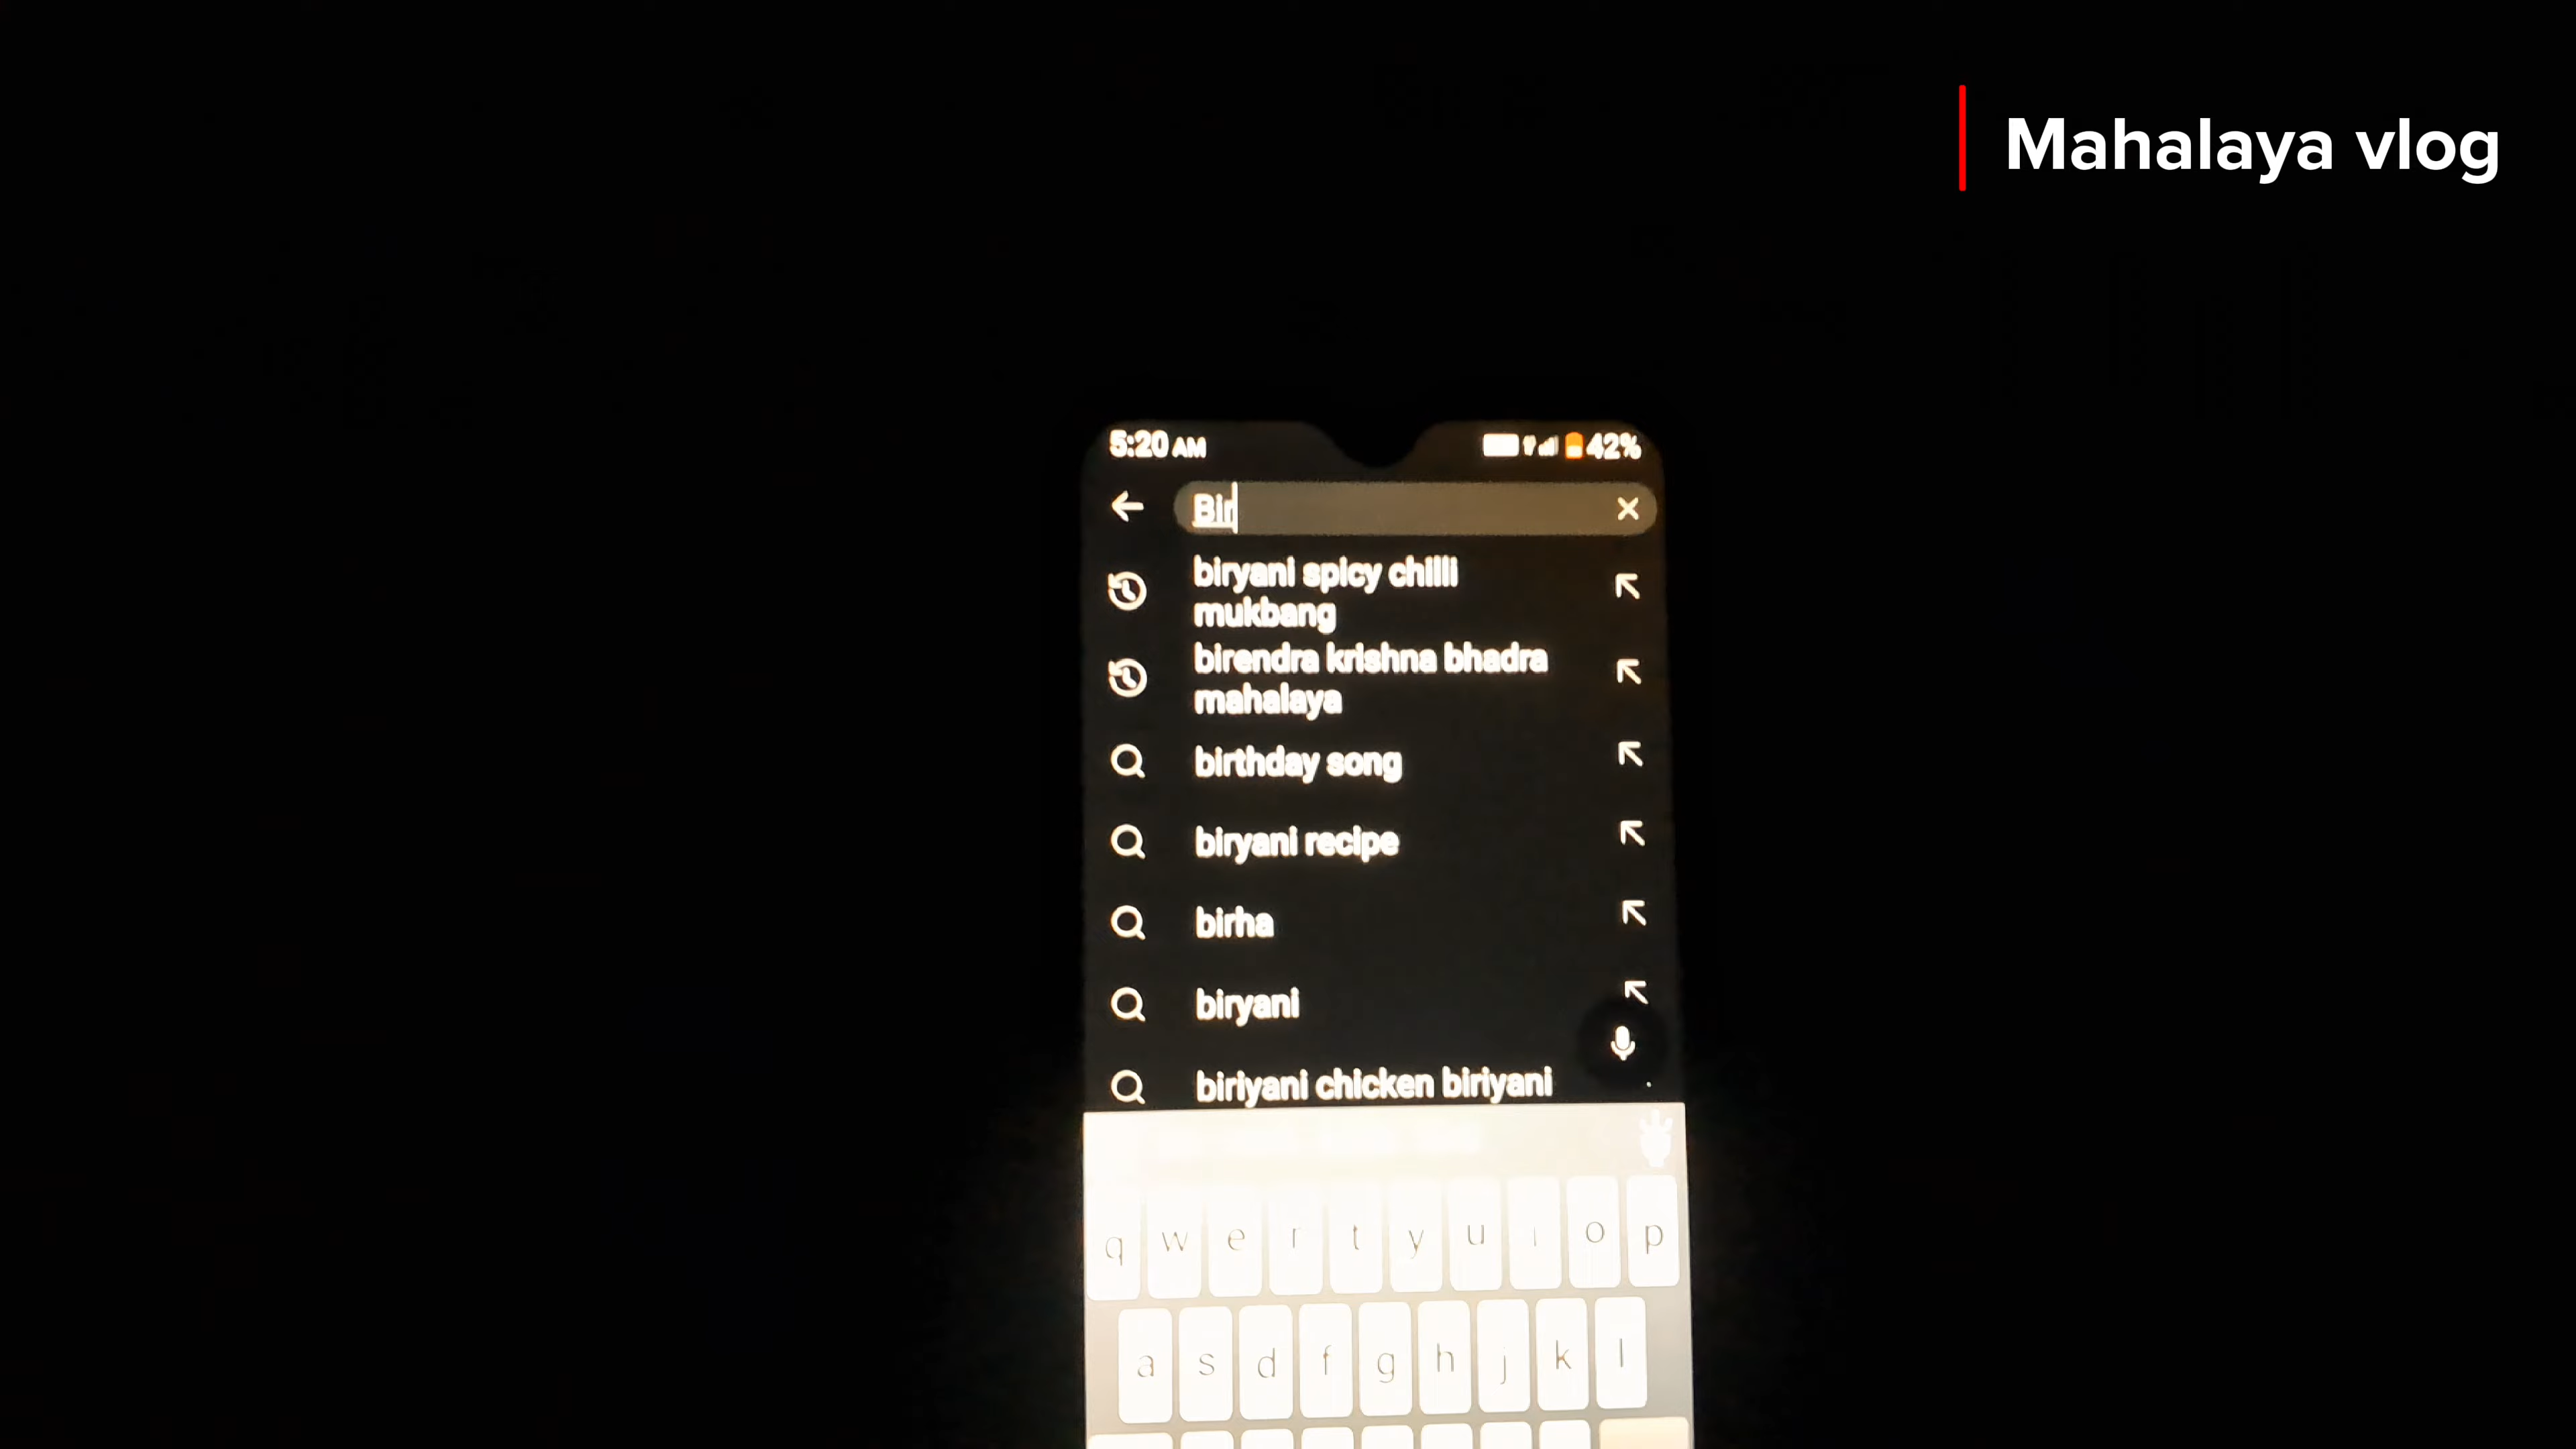 Mahalaya vlog
5:20 AM
42%
Bir
biryani spicy chilli
mukbang
birendra krishna bhadra
mahalaya
birthday song
biryani recipe
birha
biryani
biriyani chicken biriyani
q w e r t y u i o p
a s d f g h j k l